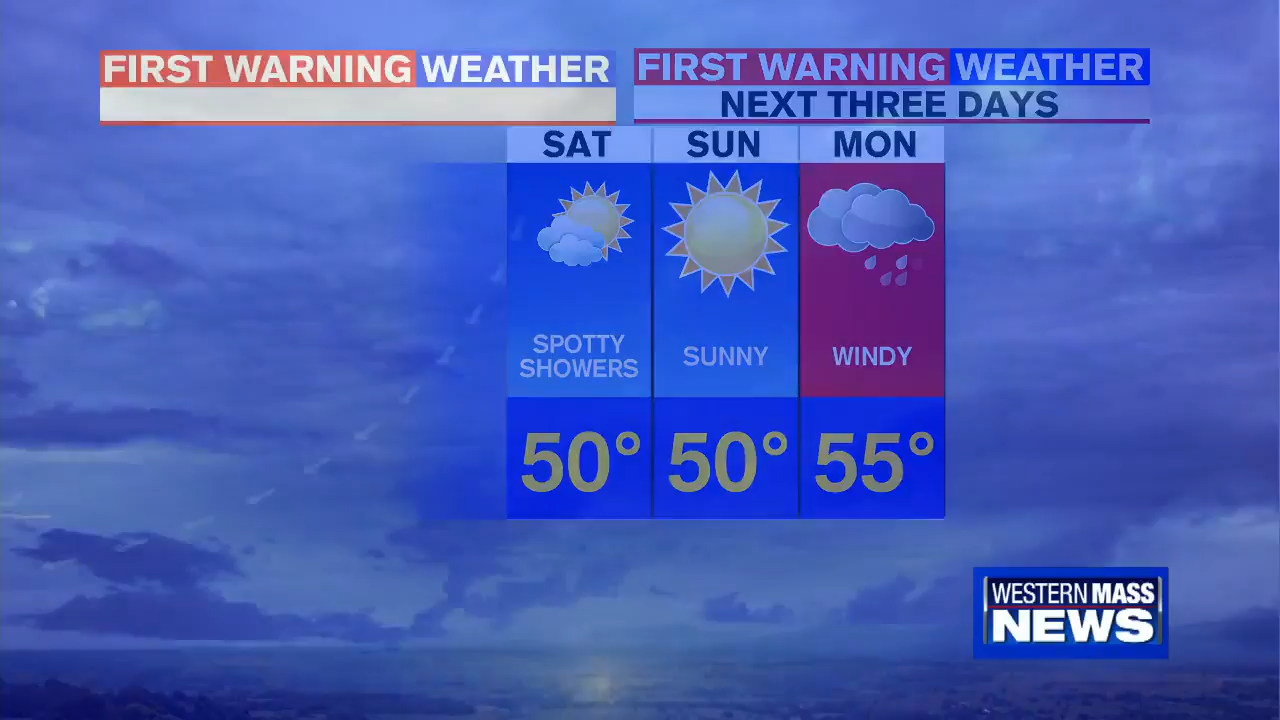 FIRST WARNING WEATHER
FIRST WARNING WEATHER
NEXT THREE DAYS
SAT SUN MON
SPOTTY
SHOWERS
SUNNY
WINDY
50° 50° 55°
WESTERN MASS
NEWS